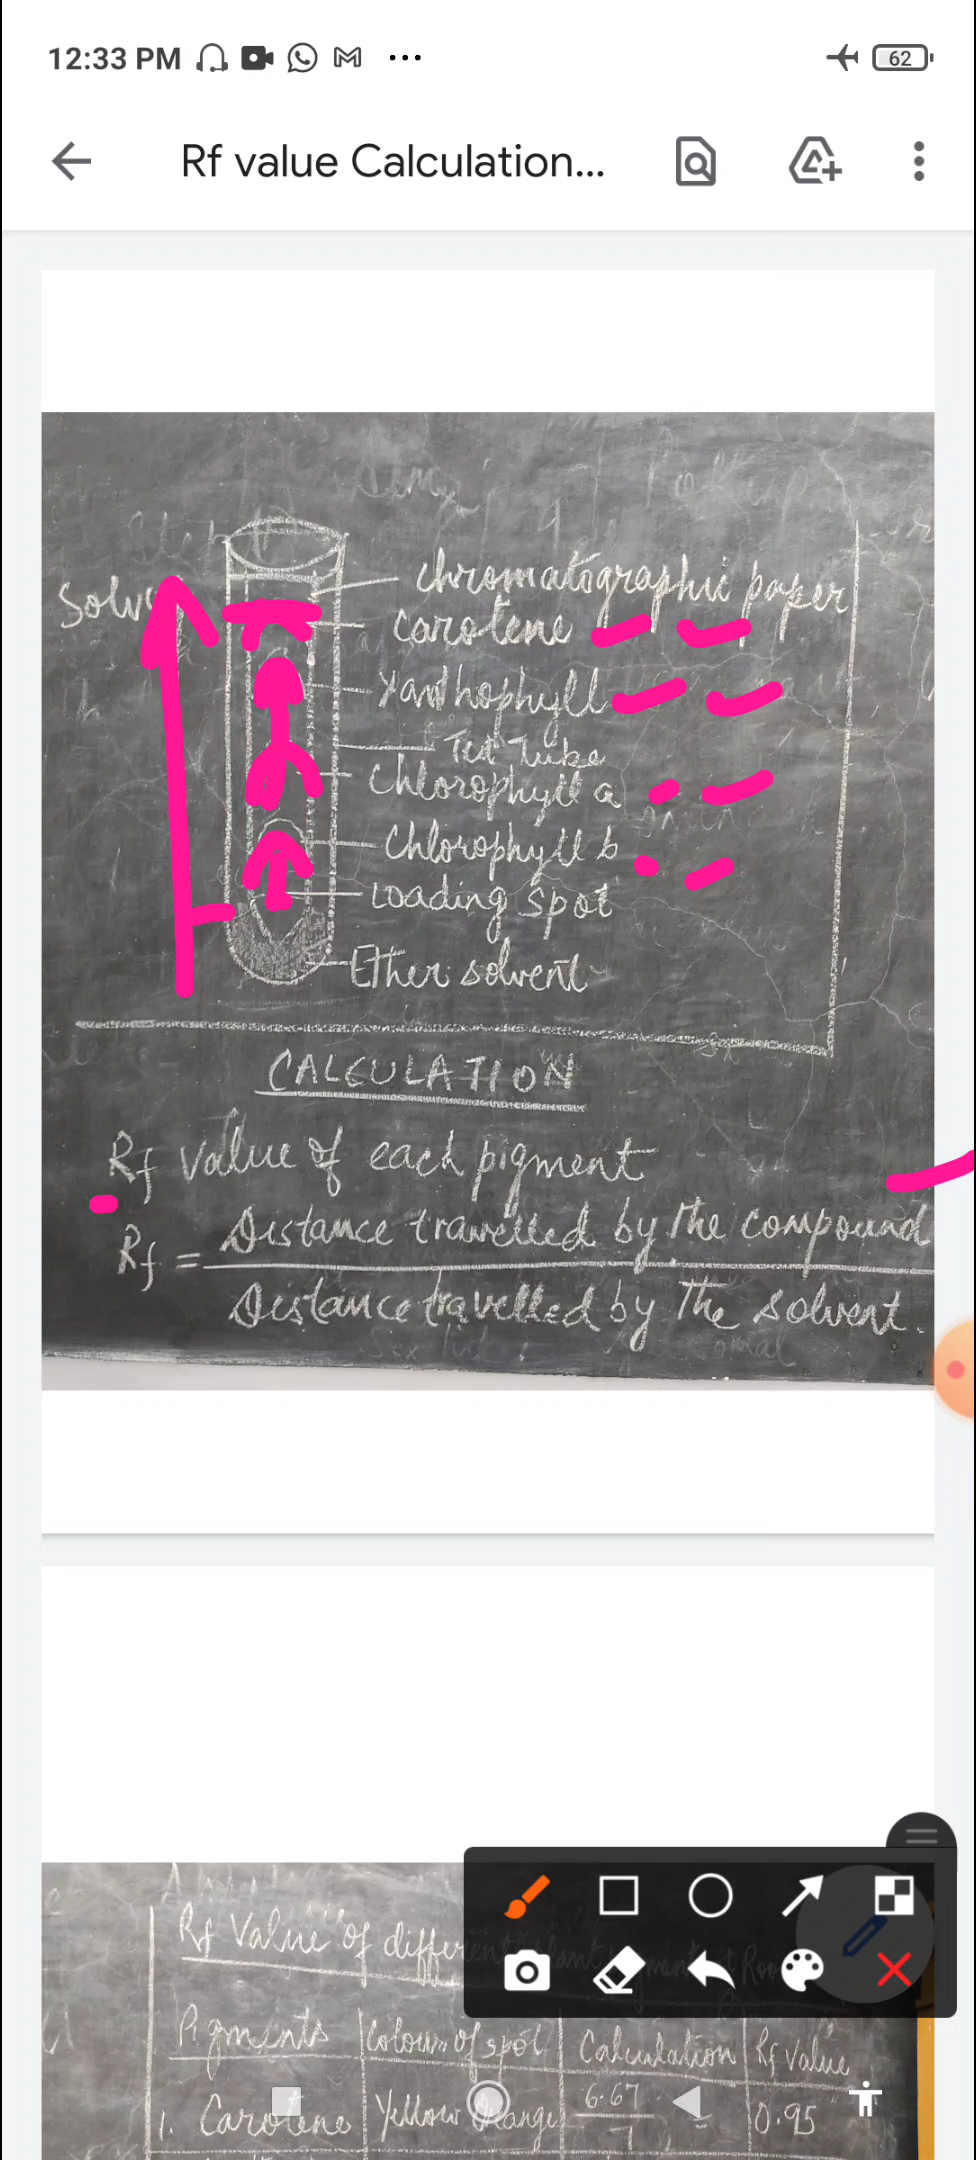 12:33 PM
62
Rf value Calculation...
chromatographic paper
Carotene
Xanthophyll
Test Tube
Chlorophyll a
Chlorophyll b
Loading spot
Ether solvent
CALCULATION
Rf value of each pigment
Rf = Distance travelled by the compound
Distance travelled by the solvent.
Rf Value of
Pigments Colour of spot Calculation Rf value
1. Carotene Yellow Orange 6.67 = 0.95
7